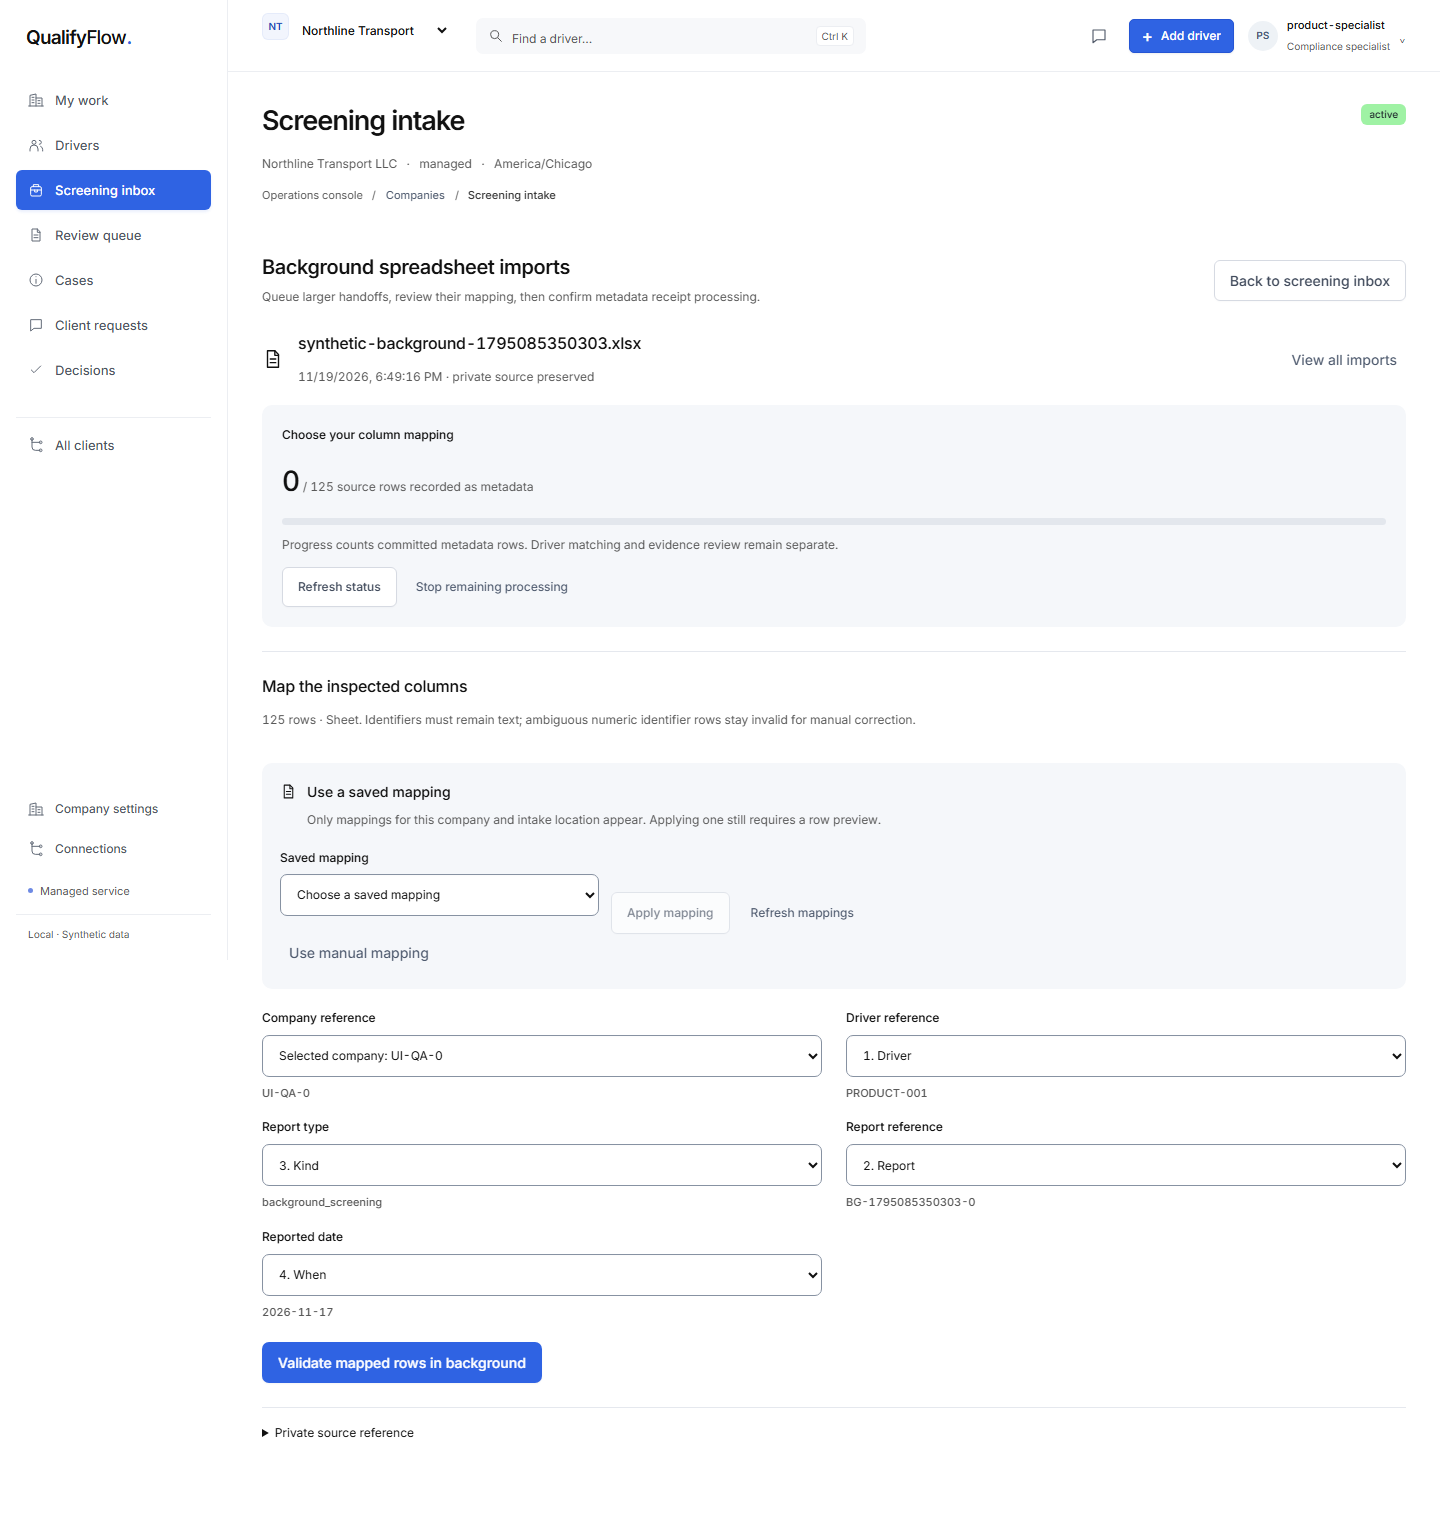 QualifyFlow.
My work
Drivers
Screening inbox
Review queue
Cases
Client requests
Decisions
All clients
Company settings
Connections
Managed service
Local · Synthetic data
NT
Northline Transport
Find a driver...
Ctrl K
+ Add driver
PS
product-specialist
Compliance specialist
Screening intake
active
Northline Transport LLC · managed · America/Chicago
Operations console / Companies / Screening intake
Background spreadsheet imports
Queue larger handoffs, review their mapping, then confirm metadata receipt processing.
Back to screening inbox
synthetic-background-1795085350303.xlsx
11/19/2026, 6:49:16 PM · private source preserved
View all imports
Choose your column mapping
0 / 125 source rows recorded as metadata
Progress counts committed metadata rows. Driver matching and evidence review remain separate.
Refresh status
Stop remaining processing
Map the inspected columns
125 rows · Sheet. Identifiers must remain text; ambiguous numeric identifier rows stay invalid for manual correction.
Use a saved mapping
Only mappings for this company and intake location appear. Applying one still requires a row preview.
Saved mapping
Choose a saved mapping
Apply mapping
Refresh mappings
Use manual mapping
Company reference
Selected company: UI-QA-0
UI-QA-0
Driver reference
1. Driver
PRODUCT-001
Report type
3. Kind
background_screening
Report reference
2. Report
BG-1795085350303-0
Reported date
4. When
2026-11-17
Validate mapped rows in background
Private source reference